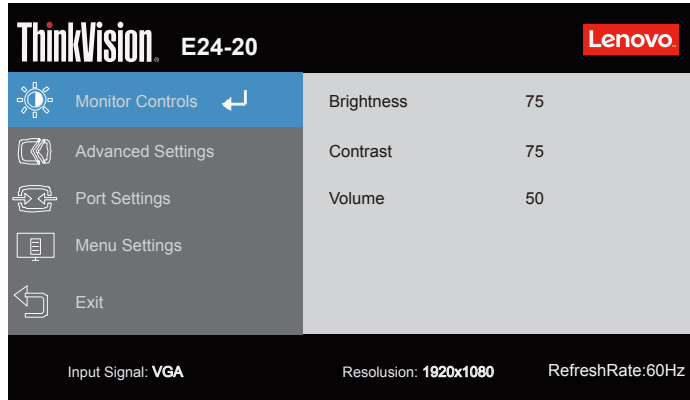 ThinkVision. E24-20
Lenovo.
Monitor Controls
Brightness 75
Advanced Settings
Contrast 75
Port Settings
Volume 50
Menu Settings
Exit
Input Signal: VGA
Resolusion: 1920x1080
RefreshRate:60Hz